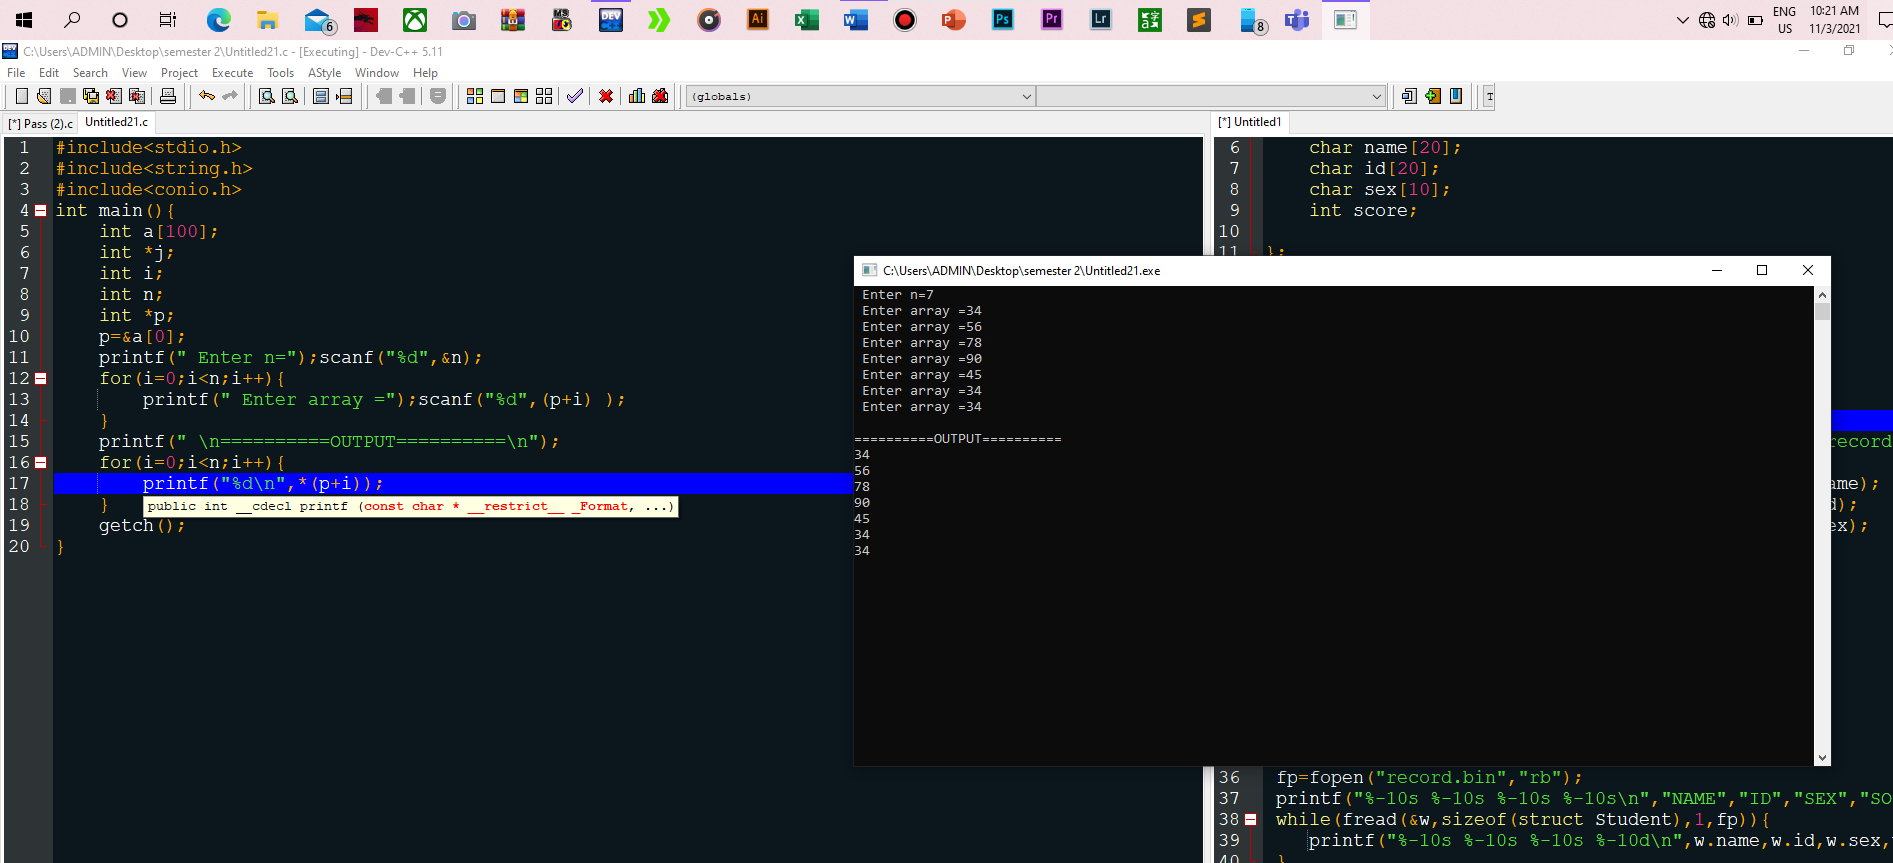 ENG
US
10:21 AM
11/3/2021
C:\Users\ADMIN\Desktop\semester 2\Untitled21.c - [Executing] - Dev-C++ 5.11
File Edit Search View Project Execute Tools AStyle Window Help
(globals)
[*] Pass (2).c Untitled21.c
1 #include<stdio.h>
2 #include<string.h>
3 #include<conio.h>
4 int main(){
5 int a[100];
6 int *j;
7 int i;
8 int n;
9 int *p;
10 p=&a[0];
11 printf(" Enter n=");scanf("%d",&n);
12 for(i=0;i<n;i++){
13 printf(" Enter array =");scanf("%d",(p+i) );
14 }
15 printf(" \n==========OUTPUT==========\n");
16 for(i=0;i<n;i++){
17 printf("%d\n",*(p+i));
18 }
public int __cdecl printf (const char * __restrict__ _Format, ...)
19 getch();
20 }
[*] Untitled1
6 char name[20];
7 char id[20];
8 char sex[10];
9 int score;
10
11 };
C:\Users\ADMIN\Desktop\semester 2\Untitled21.exe
Enter n=7
Enter array =34
Enter array =56
Enter array =78
Enter array =90
Enter array =45
Enter array =34
Enter array =34
==========OUTPUT==========
34
56
78
90
45
34
34
record
ame);
d);
ex);
36 fp=fopen("record.bin","rb");
37 printf("%-10s %-10s %-10s %-10s\n","NAME","ID","SEX","SO
38 while(fread(&w,sizeof(struct Student),1,fp)){
39 printf("%-10s %-10s %-10s %-10d\n",w.name,w.id,w.sex,
40 }